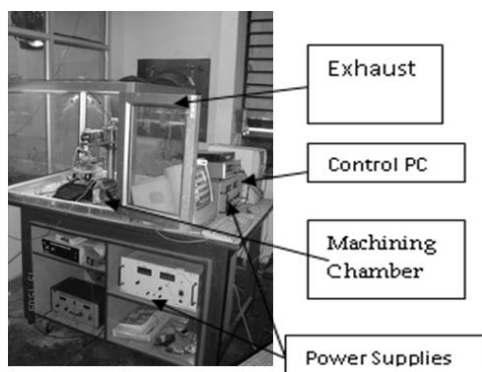 Exhaust
Control PC
Machining
Chamber
Power Supplies